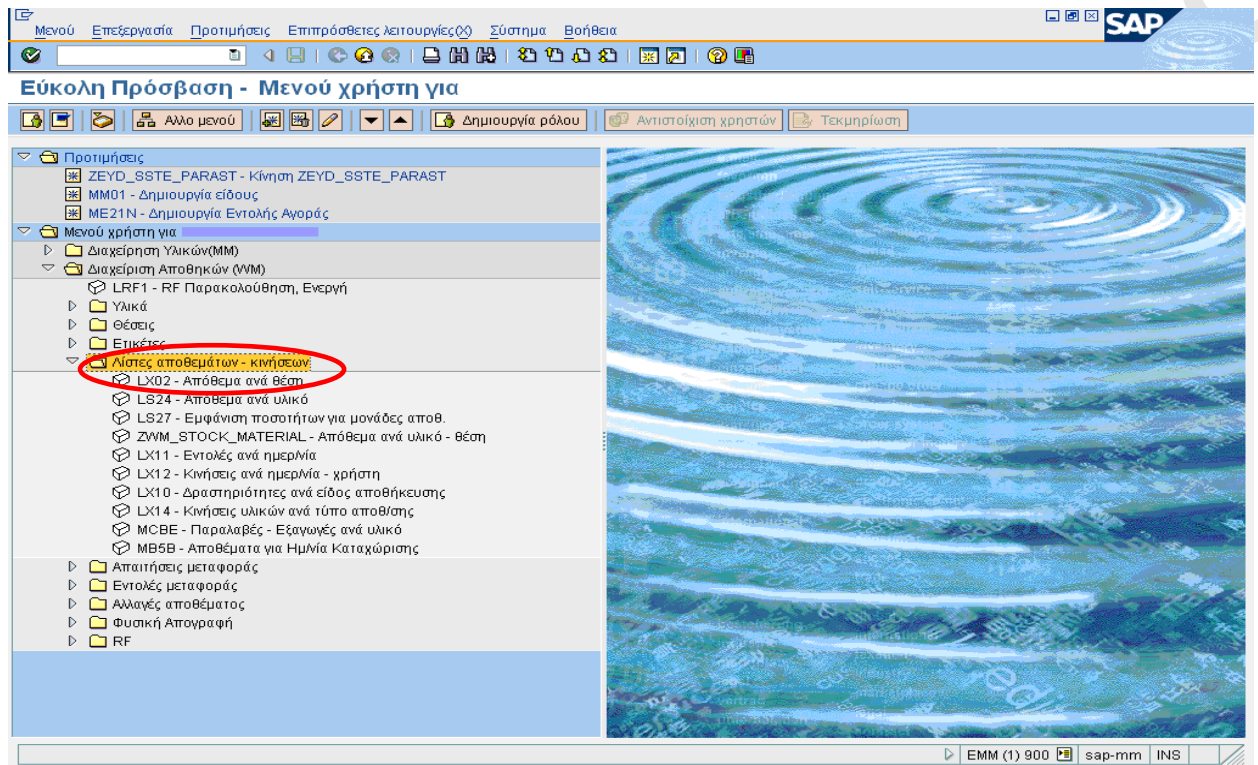 Μενού Επεξεργασία Προτιμήσεις Επιπρόσθετες λειτουργίες(X) Σύστημα Βοήθεια
SAP
Εύκολη Πρόσβαση - Μενού χρήστη για
Αλλο μενού Δημιουργία ρόλου Αντιστοίχιση χρηστών Τεκμηρίωση
Προτιμήσεις
ZEYD_SSTE_PARAST - Κίνηση ZEYD_SSTE_PARAST
MM01 - Δημιουργία είδους
ME21N - Δημιουργία Εντολής Αγοράς
Μενού χρήστη για
Διαχείρηση Υλικών(MM)
Διαχείριση Αποθηκών (WM)
LRF1 - RF Παρακολούθηση, Ενεργή
Υλικά
Θέσεις
Ετικέτες
Λίστες αποθεμάτων - κινήσεων
LX02 - Απόθεμα ανά θέση
LS24 - Απόθεμα ανά υλικό
LS27 - Εμφάνιση ποσοτήτων για μονάδες αποθ.
ZWM_STOCK_MATERIAL - Απόθεμα ανά υλικό - θέση
LX11 - Εντολές ανά ημερ/νία
LX12 - Κινήσεις ανά ημερ/νία - χρήστη
LX10 - Δραστηριότητες ανά είδος αποθήκευσης
LX14 - Κινήσεις υλικών ανά τύπο αποθ/σης
MCBE - Παραλαβές - Εξαγωγές ανά υλικό
MB5B - Αποθέματα για Ημ/νία Καταχώρισης
Απαιτήσεις μεταφοράς
Εντολές μεταφοράς
Αλλαγές αποθέματος
Φυσική Απογραφή
RF
EMM (1) 900 sap-mm INS